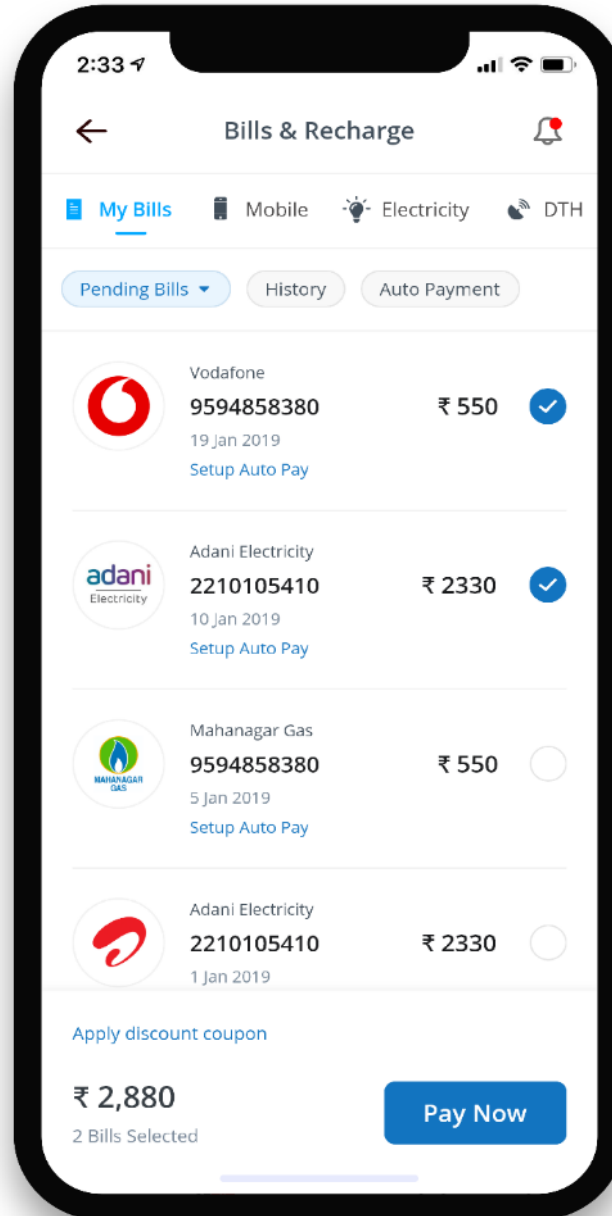 2:33
Bills & Recharge
My Bills Mobile Electricity DTH
Pending Bills History Auto Payment
Vodafone
9594858380 ₹ 550
19 Jan 2019
Setup Auto Pay
adani
Electricity
Adani Electricity
2210105410 ₹ 2330
10 Jan 2019
Setup Auto Pay
MAHANAGAR
GAS
Mahanagar Gas
9594858380 ₹ 550
5 Jan 2019
Setup Auto Pay
Adani Electricity
2210105410 ₹ 2330
1 Jan 2019
Apply discount coupon
₹ 2,880
2 Bills Selected
Pay Now